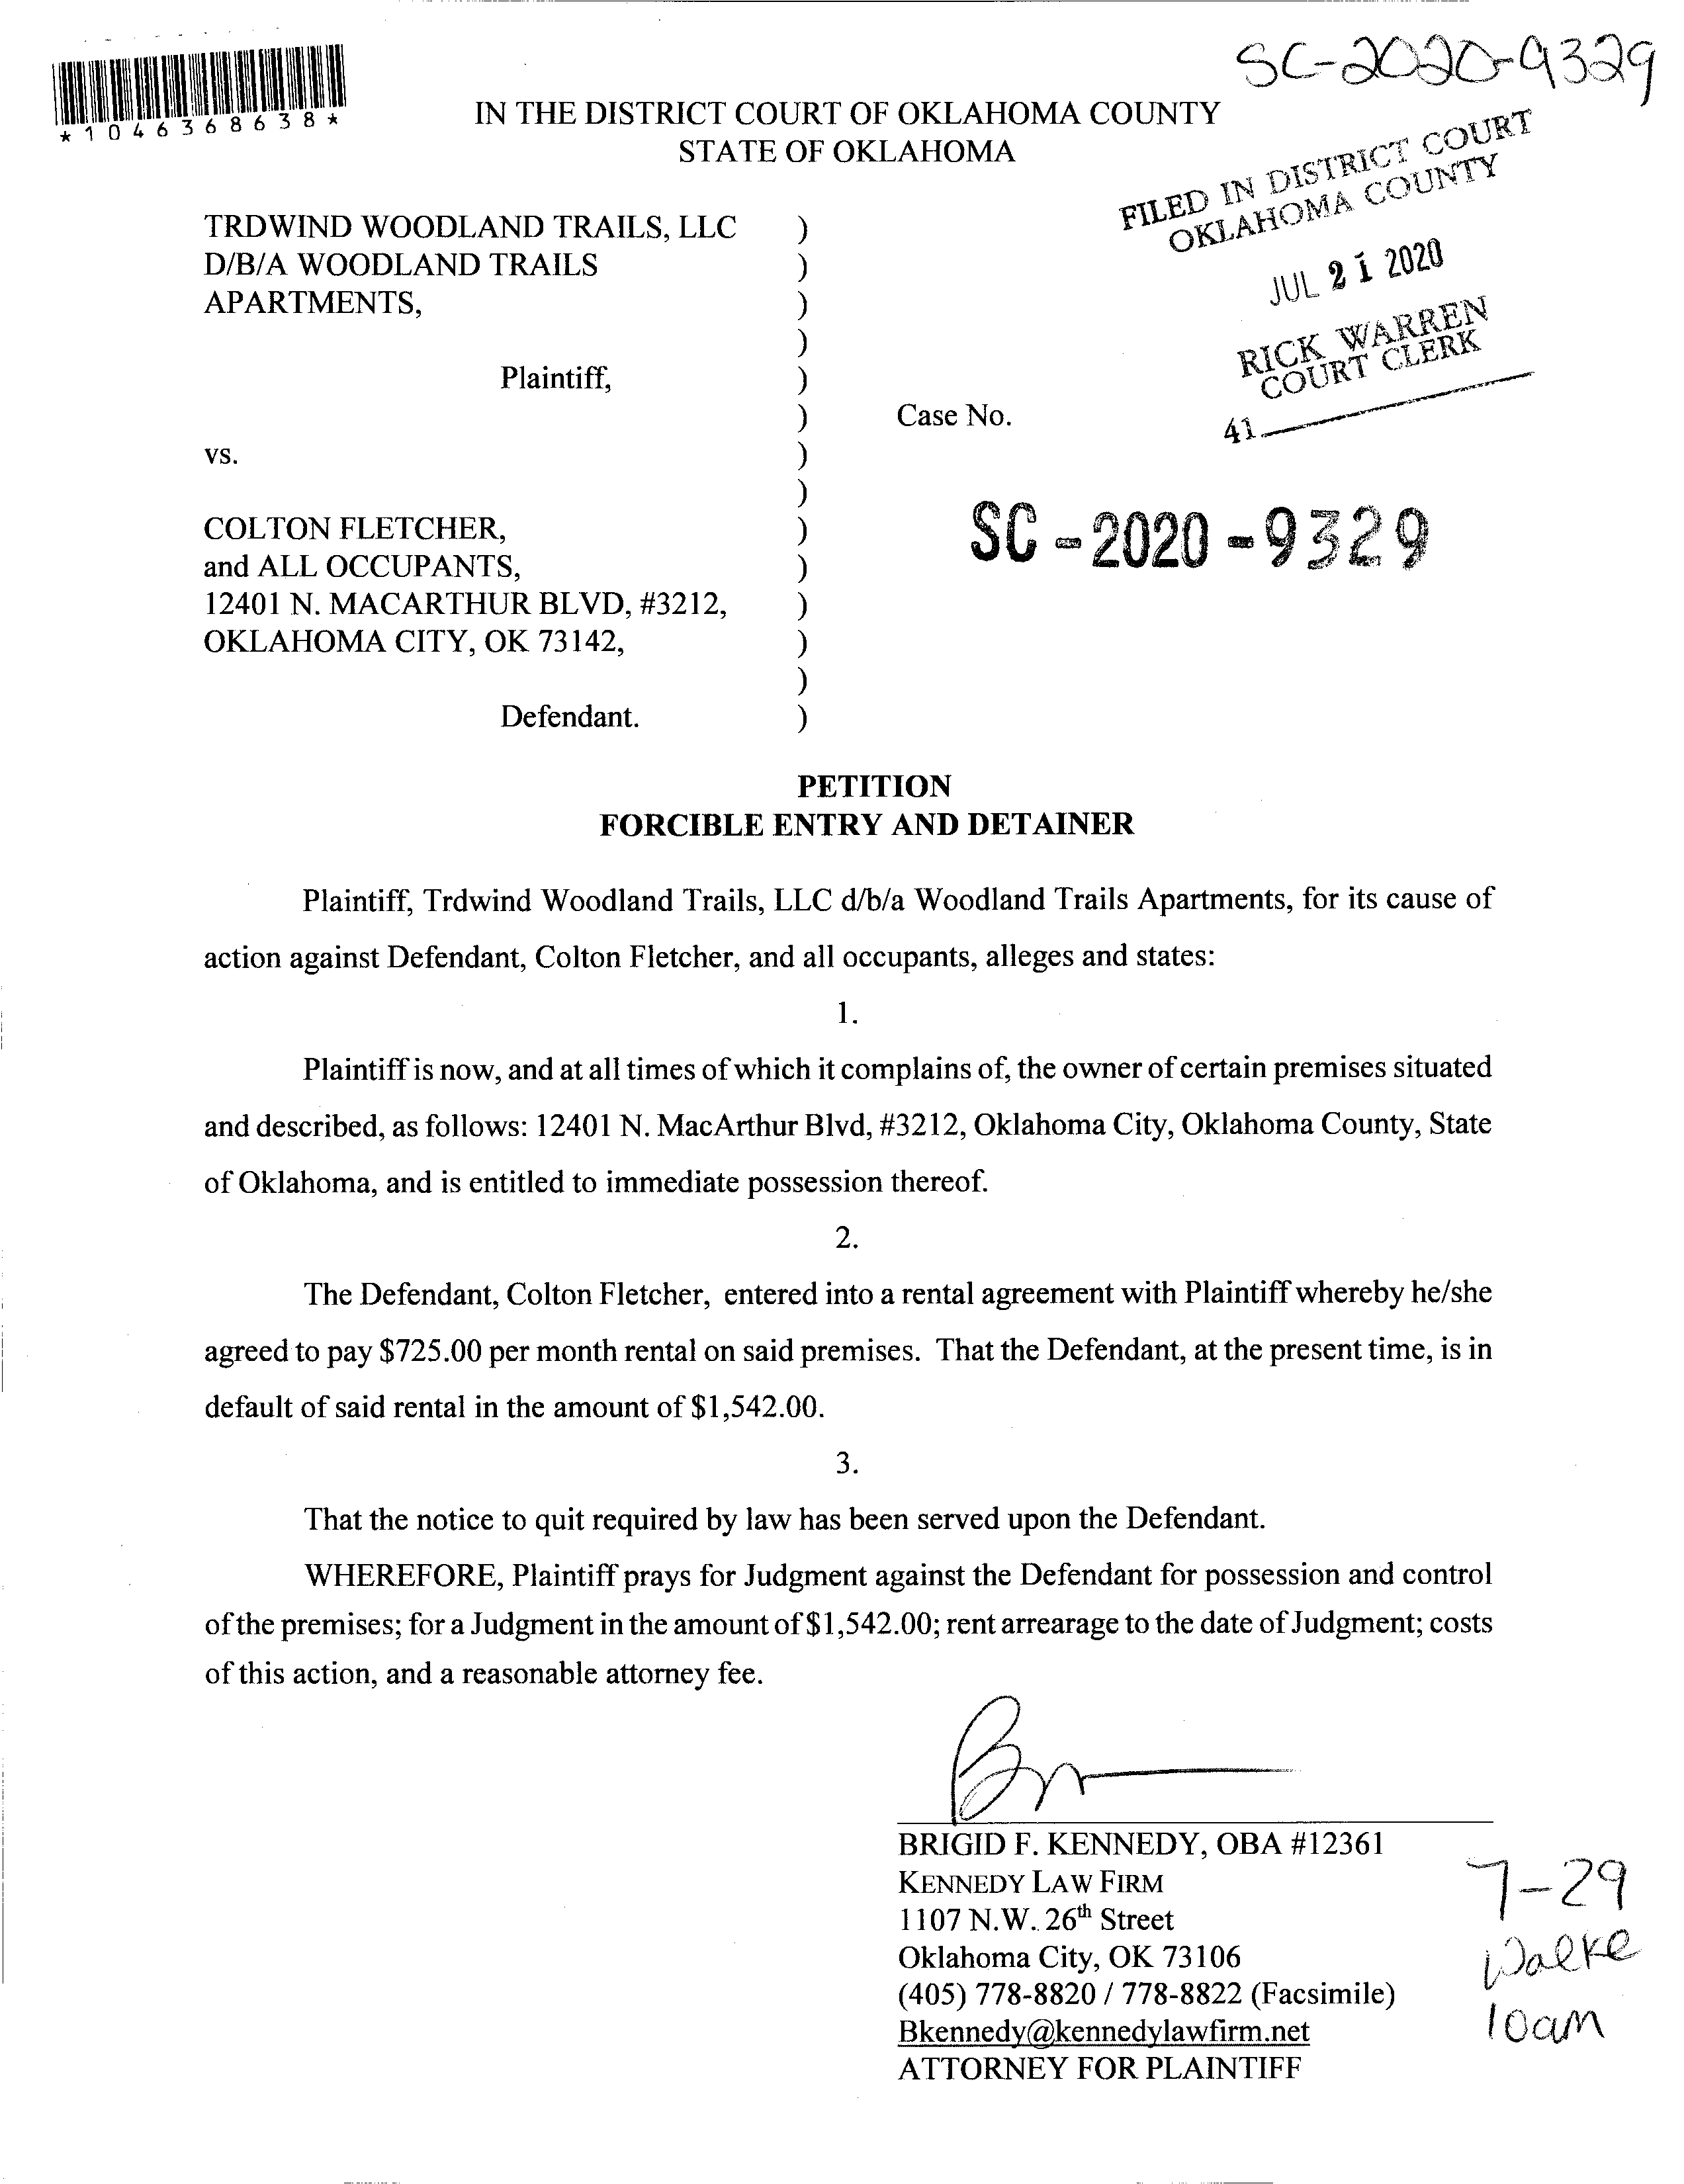 SC-2020-9329
*1046368638*
IN THE DISTRICT COURT OF OKLAHOMA COUNTY
STATE OF OKLAHOMA
FILED IN DISTRICT COURT
OKLAHOMA COUNTY
JUL 21 2020
RICK WARREN
COURT CLERK
41
TRDWIND WOODLAND TRAILS, LLC )
D/B/A WOODLAND TRAILS )
APARTMENTS, )
)
Plaintiff, )
) Case No.
vs. )
)
COLTON FLETCHER, ) SC-2020-9329
and ALL OCCUPANTS, )
12401 N. MACARTHUR BLVD, #3212, )
OKLAHOMA CITY, OK 73142, )
)
Defendant. )
PETITION
FORCIBLE ENTRY AND DETAINER
Plaintiff, Trdwind Woodland Trails, LLC d/b/a Woodland Trails Apartments, for its cause of
action against Defendant, Colton Fletcher, and all occupants, alleges and states:
1.
Plaintiff is now, and at all times of which it complains of, the owner of certain premises situated
and described, as follows: 12401 N. MacArthur Blvd, #3212, Oklahoma City, Oklahoma County, State
of Oklahoma, and is entitled to immediate possession thereof.
2.
The Defendant, Colton Fletcher, entered into a rental agreement with Plaintiff whereby he/she
agreed to pay $725.00 per month rental on said premises. That the Defendant, at the present time, is in
default of said rental in the amount of $1,542.00.
3.
That the notice to quit required by law has been served upon the Defendant.
WHEREFORE, Plaintiff prays for Judgment against the Defendant for possession and control
of the premises; for a Judgment in the amount of $1,542.00; rent arrearage to the date of Judgment; costs
of this action, and a reasonable attorney fee.
BRIGID F. KENNEDY, OBA #12361
KENNEDY LAW FIRM
1107 N.W. 26th Street
Oklahoma City, OK 73106
(405) 778-8820 / 778-8822 (Facsimile)
Bkennedy@kennedylawfirm.net
ATTORNEY FOR PLAINTIFF
7-29
Walke
10am